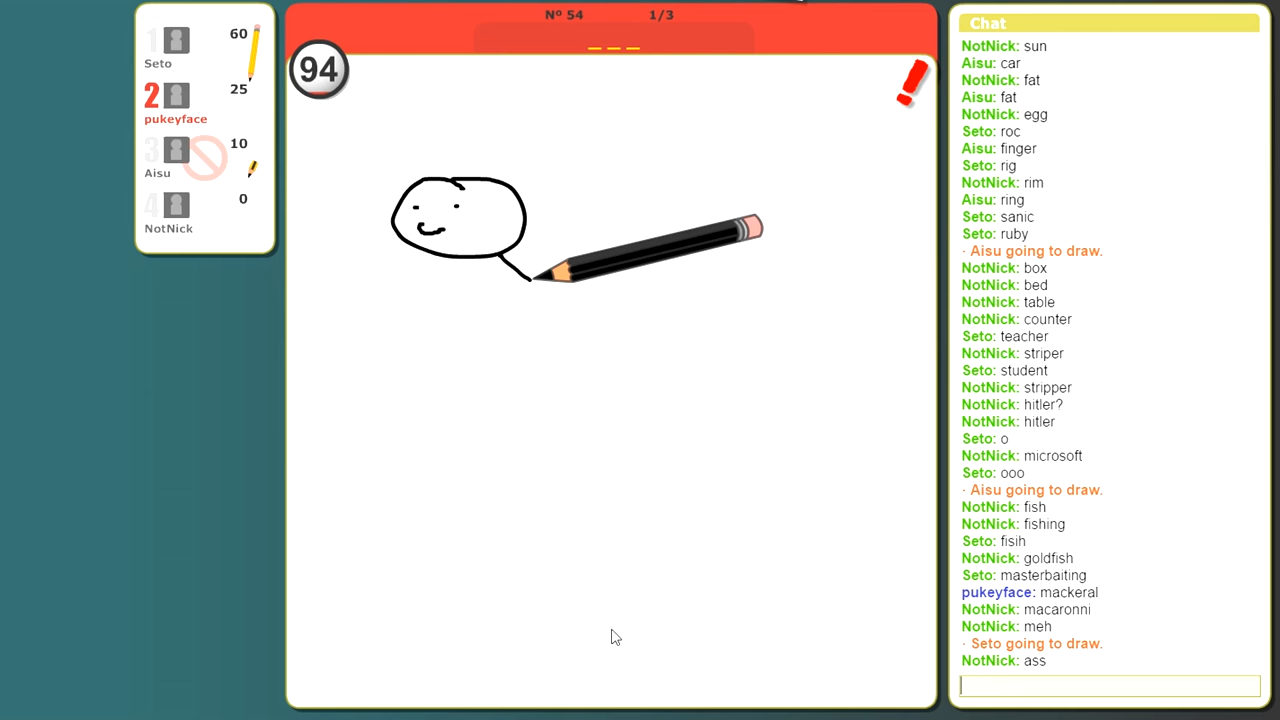 1 60
Seto
2 25
pukeyface
3 10
Aisu
4 0
NotNick
Nº 54 1/3
_ _ _
94
!
Chat
NotNick: sun
Aisu: car
NotNick: fat
Aisu: fat
NotNick: egg
Seto: roc
Aisu: finger
Seto: rig
NotNick: rim
Aisu: ring
Seto: sanic
Seto: ruby
· Aisu going to draw.
NotNick: box
NotNick: bed
NotNick: table
NotNick: counter
Seto: teacher
NotNick: striper
Seto: student
NotNick: stripper
NotNick: hitler?
NotNick: hitler
Seto: o
NotNick: microsoft
Seto: ooo
· Aisu going to draw.
NotNick: fish
NotNick: fishing
Seto: fisih
NotNick: goldfish
Seto: masterbaiting
pukeyface: mackeral
NotNick: macaronni
NotNick: meh
· Seto going to draw.
NotNick: ass